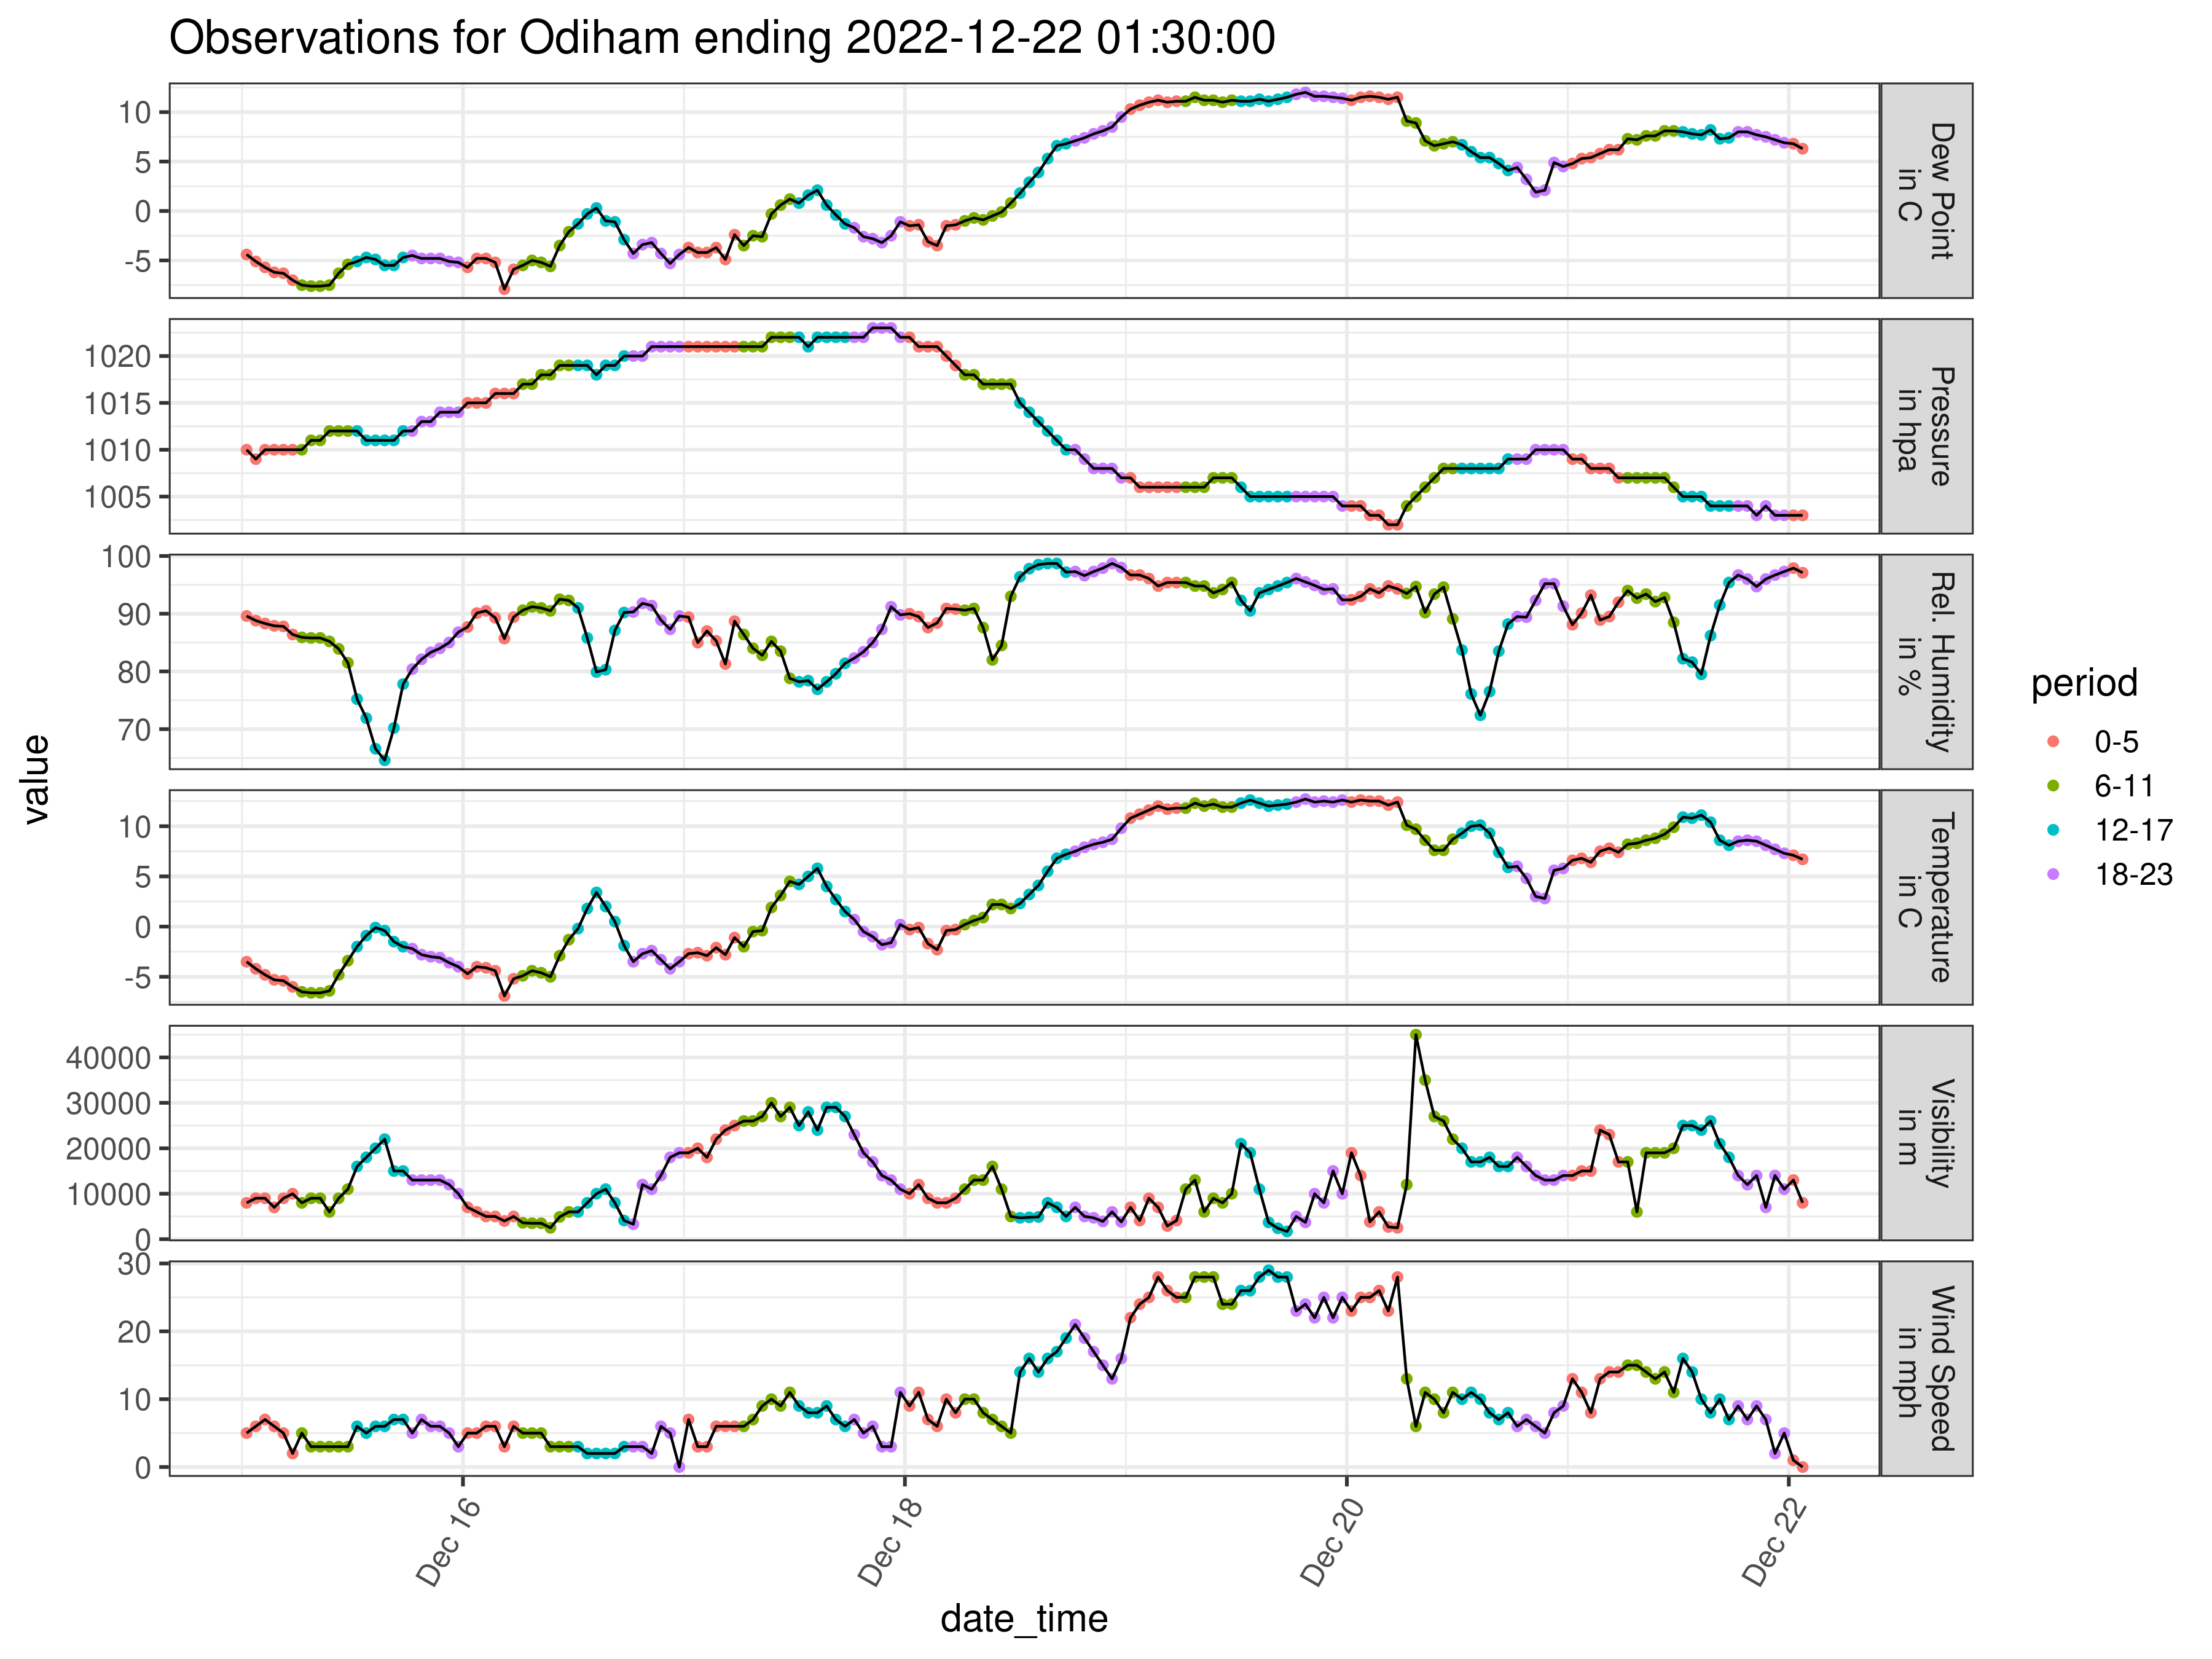 Observations for Odiham ending 2022-12-22 01:30:00
value
10
5
0
-5
Dew Point
in C
1020
1015
1010
1005
Pressure
in hpa
100
90
80
70
Rel. Humidity
in %
10
5
0
-5
Temperature
in C
40000
30000
20000
10000
0
Visibility
in m
30
20
10
0
Wind Speed
in mph
Dec 16
Dec 18
Dec 20
Dec 22
date_time
period
0-5
6-11
12-17
18-23